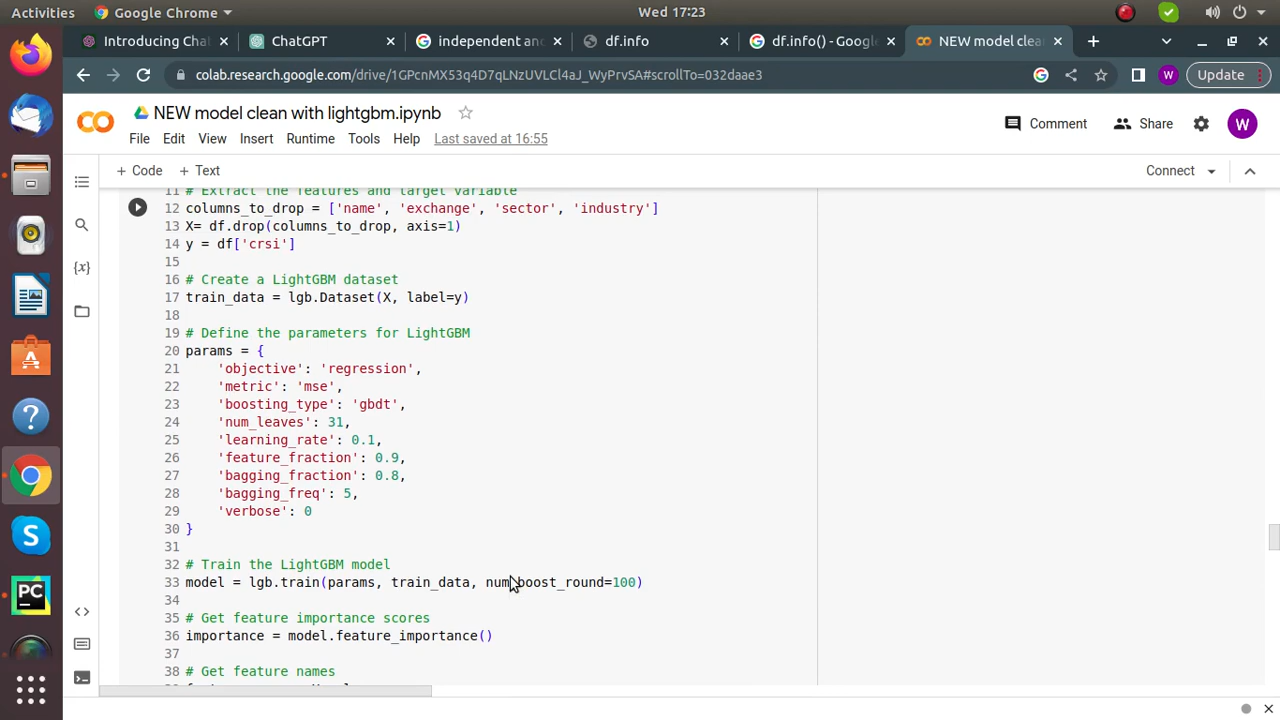 Activities
Google Chrome
Wed 17:23
Introducing Cha
ChatGPT
independent an
df.info
df.info() - Googl
NEW model clea
colab.research.google.com/drive/1GPcnMX53q4D7qLNzUVLCl4aJ_WyPrvSA#scrollTo=032daae3
W
Update
NEW model clean with lightgbm.ipynb
File Edit View Insert Runtime Tools Help Last saved at 16:55
Comment
Share
W
+ Code + Text
Connect
11 # Extract the features and target variable
12 columns_to_drop = ['name', 'exchange', 'sector', 'industry']
13 X= df.drop(columns_to_drop, axis=1)
14 y = df['crsi']
15
16 # Create a LightGBM dataset
17 train_data = lgb.Dataset(X, label=y)
18
19 # Define the parameters for LightGBM
20 params = {
21 'objective': 'regression',
22 'metric': 'mse',
23 'boosting_type': 'gbdt',
24 'num_leaves': 31,
25 'learning_rate': 0.1,
26 'feature_fraction': 0.9,
27 'bagging_fraction': 0.8,
28 'bagging_freq': 5,
29 'verbose': 0
30 }
31
32 # Train the LightGBM model
33 model = lgb.train(params, train_data, num_boost_round=100)
34
35 # Get feature importance scores
36 importance = model.feature_importance()
37
38 # Get feature names